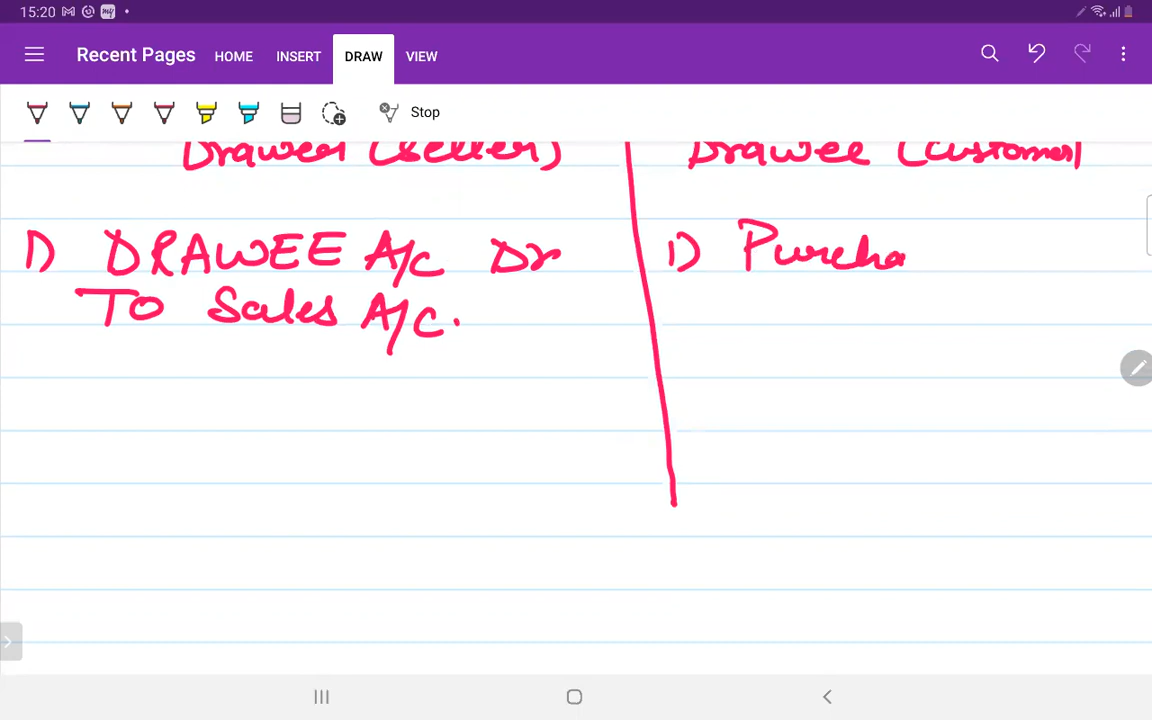 15:20
Recent Pages HOME INSERT DRAW VIEW
Stop
Drawer (Seller) Drawee (Customer)
1) DRAWEE A/C Dr
To Sales A/C.
1) Purcha